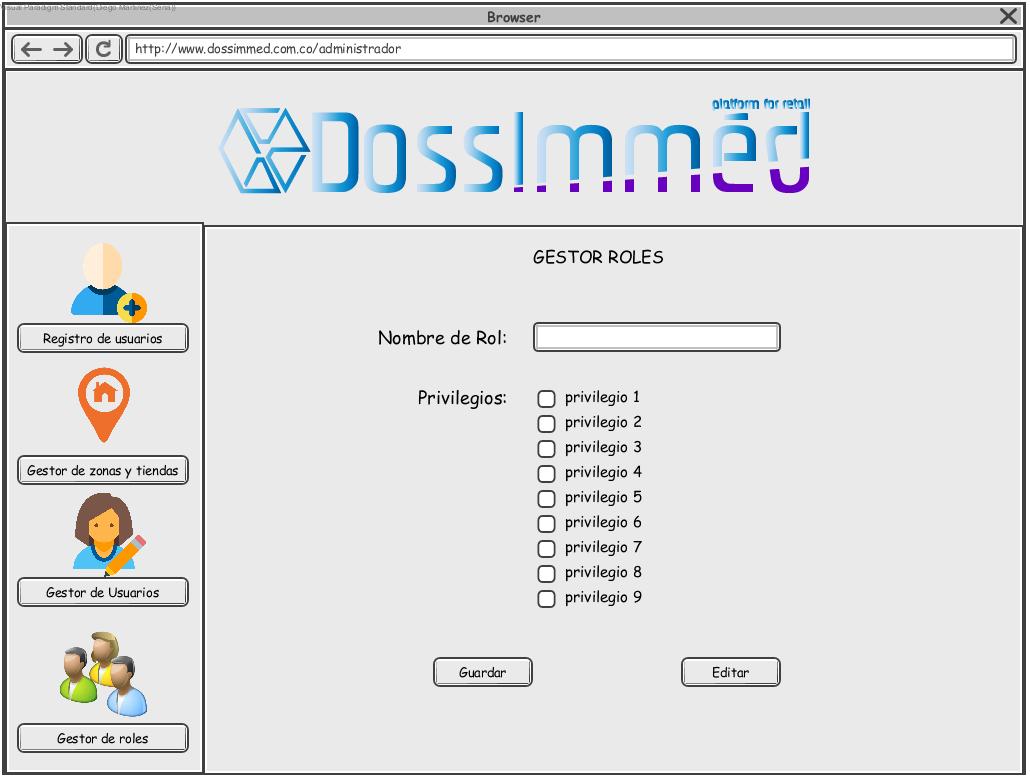 Visual Paradigm Standard(Diego Martinez(Sena))
Browser
http://www.dossimmed.com.co/administrador
platform for retail
DossImmēd
GESTOR ROLES
Registro de usuarios
Nombre de Rol:
Privilegios:
privilegio 1
privilegio 2
privilegio 3
privilegio 4
privilegio 5
privilegio 6
privilegio 7
privilegio 8
privilegio 9
Gestor de zonas y tiendas
Gestor de Usuarios
Guardar
Editar
Gestor de roles